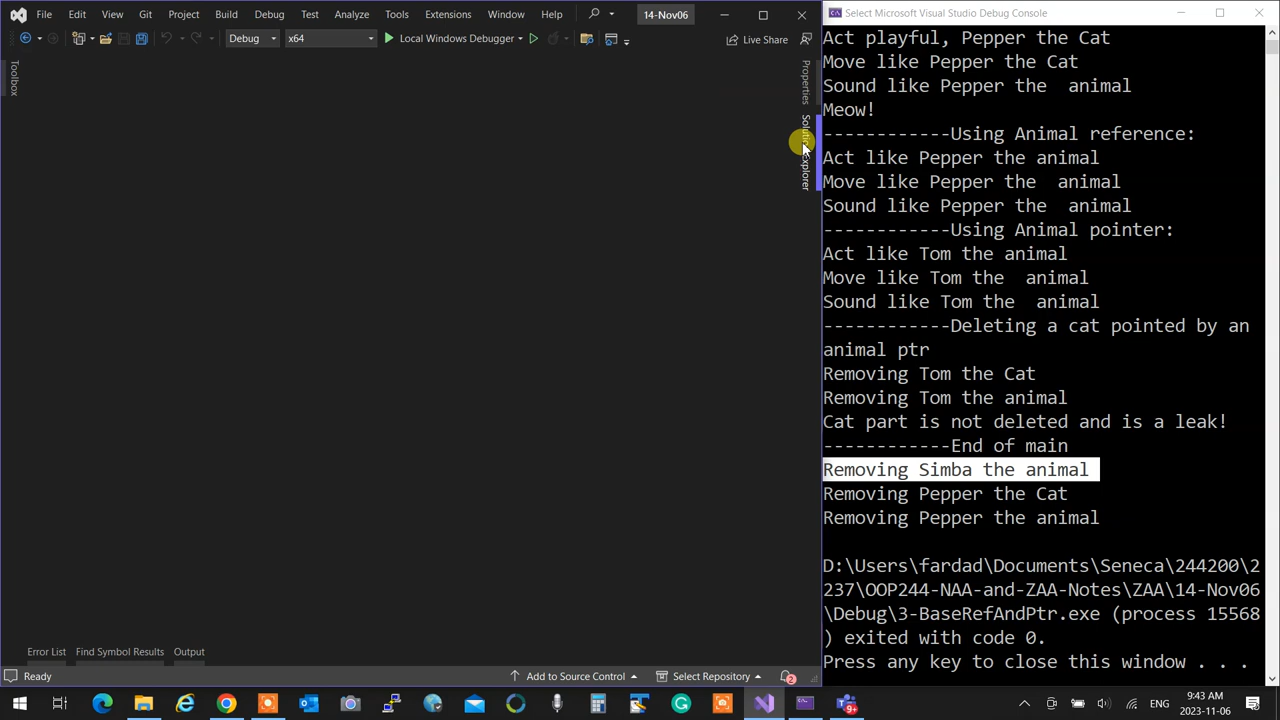 File Edit View Git Project Build Debug Test Analyze Tools Extensions Window Help 14-Nov06
Debug x64 Local Windows Debugger Live Share
Toolbox
Properties
Solution Explorer
Error List Find Symbol Results Output
Ready Add to Source Control Select Repository 2
Select Microsoft Visual Studio Debug Console
Act playful, Pepper the Cat
Move like Pepper the Cat
Sound like Pepper the  animal
Meow!
------------Using Animal reference:
Act like Pepper the animal
Move like Pepper the  animal
Sound like Pepper the  animal
------------Using Animal pointer:
Act like Tom the animal
Move like Tom the  animal
Sound like Tom the  animal
------------Deleting a cat pointed by an
animal ptr
Removing Tom the Cat
Removing Tom the animal
Cat part is not deleted and is a leak!
------------End of main
Removing Simba the animal
Removing Pepper the Cat
Removing Pepper the animal
D:\Users\fardad\Documents\Seneca\244200\2
237\OOP244-NAA-and-ZAA-Notes\ZAA\14-Nov06
\Debug\3-BaseRefAndPtr.exe (process 15568
) exited with code 0.
Press any key to close this window . . .
9+
ENG
9:43 AM
2023-11-06